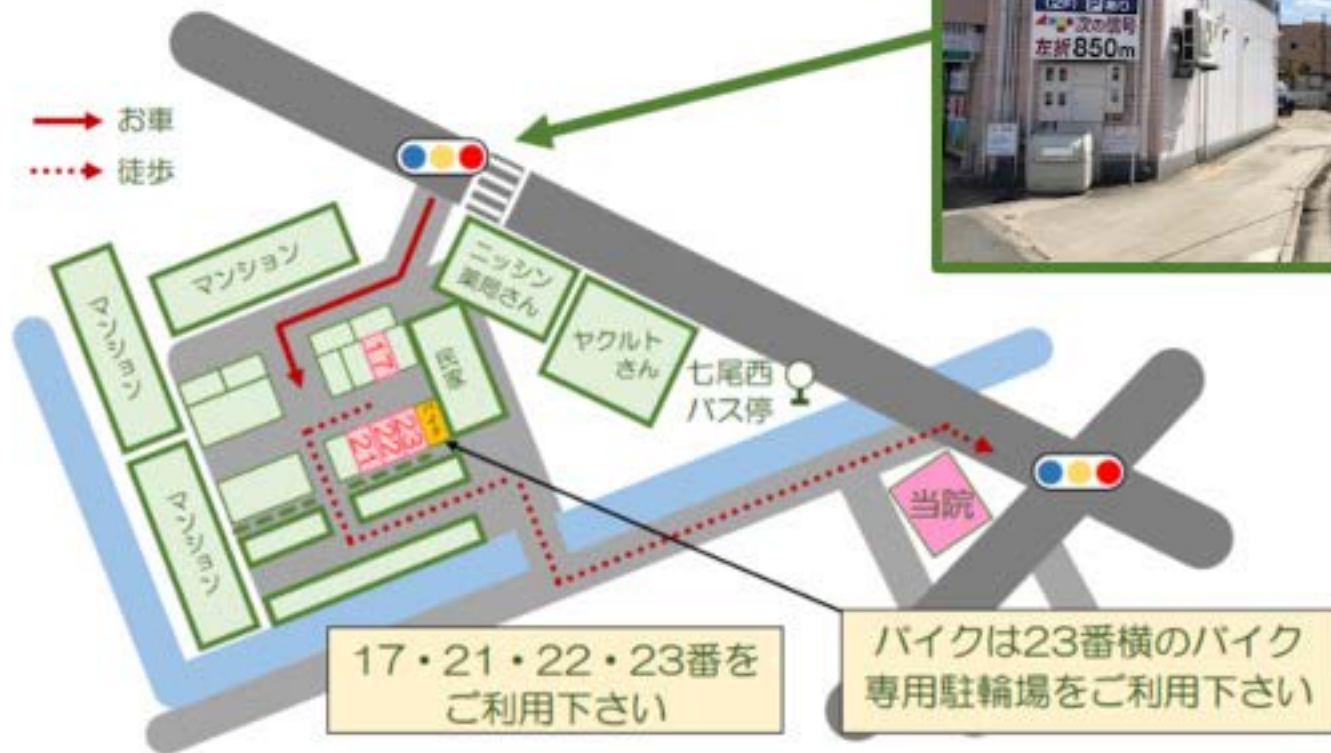 Pあり
次の信号
左折850m
お車
徒歩
マンション
マンション
マンション
ニッシン
薬局さん
ヤクルト
さん
民家
七尾西
バス停
17
21
22
23
バイク
当院
17・21・22・23番を
ご利用下さい
バイクは23番横のバイク
専用駐輪場をご利用下さい